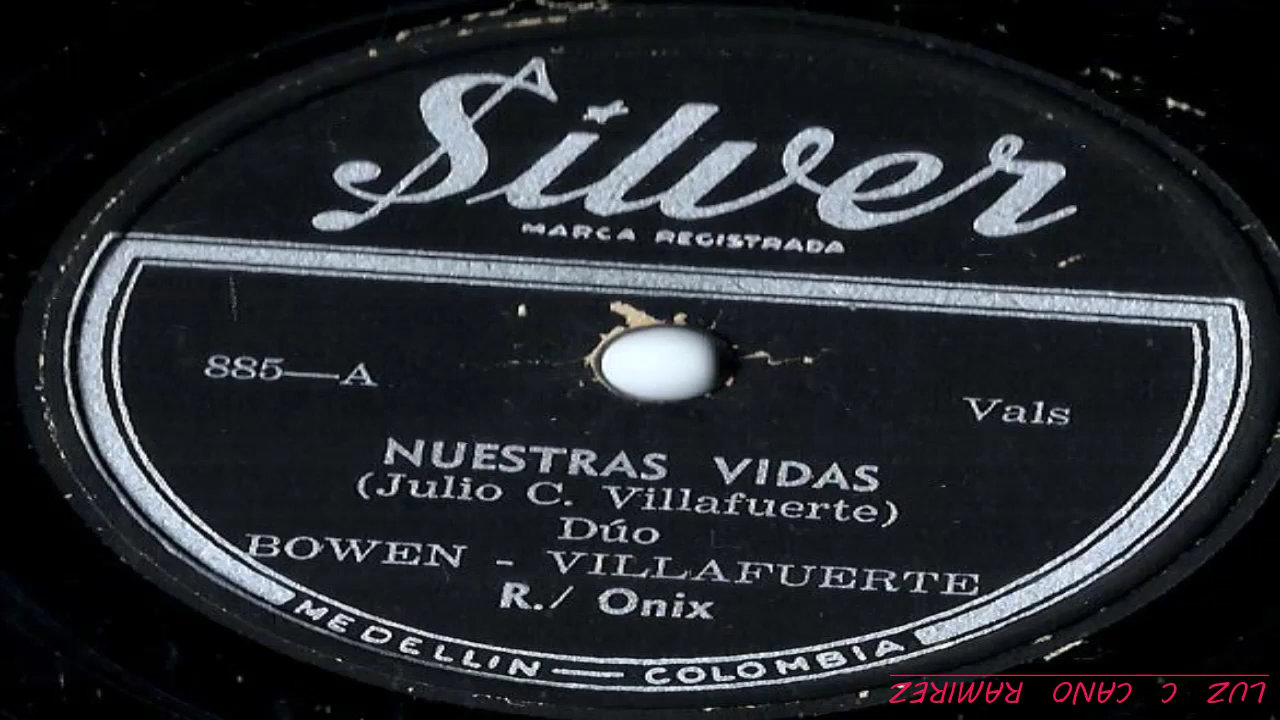 Silver
MARCA REGISTRADA
885—A
Vals
NUESTRAS VIDAS
(Julio C. Villafuerte)
Dúo
BOWEN - VILLAFUERTE
R./ Onix
MEDELLIN — COLOMBIA
LUZ C CANO RAMIREZ